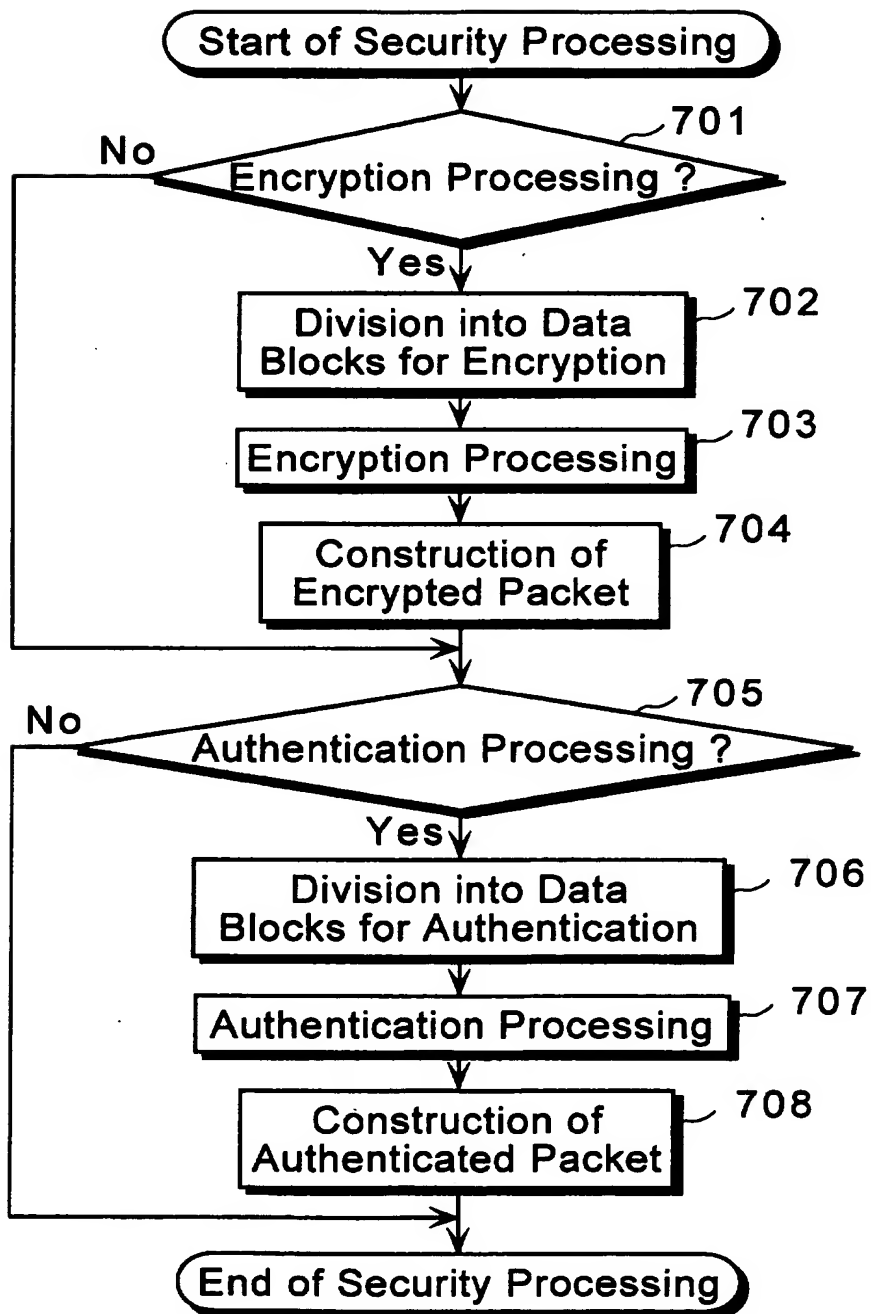 Start of Security Processing
701
No
Encryption Processing ?
Yes
702
Division into Data
Blocks for Encryption
703
Encryption Processing
704
Construction of
Encrypted Packet
705
No
Authentication Processing ?
Yes
706
Division into Data
Blocks for Authentication
707
Authentication Processing
708
Construction of
Authenticated Packet
End of Security Processing